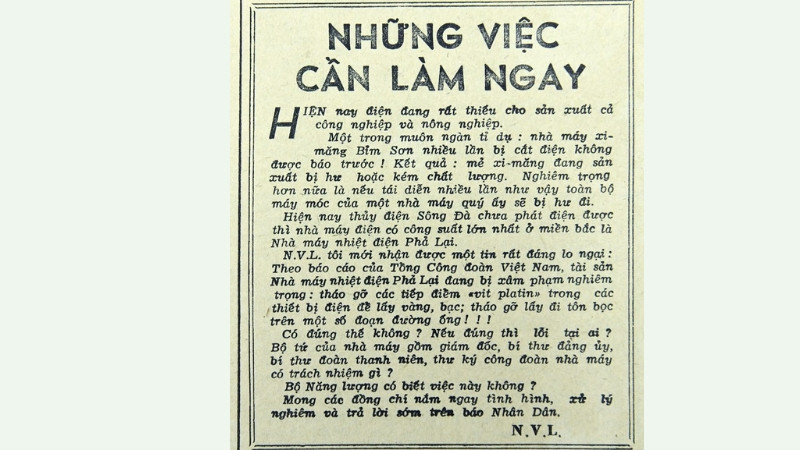 NHỮNG VIỆC
CẦN LÀM NGAY
HIỆN nay điện đang rất thiếu cho sản xuất cả
công nghiệp và nông nghiệp.
Một trong muôn ngàn tỉ dụ : nhà máy xi-
măng Bỉm Sơn nhiều lần bị cắt điện không
được báo trước ! Kết quả : mẻ xi-măng đang sản
xuất bị hư hoặc kém chất lượng. Nghiêm trọng
hơn nữa là nếu tái diễn nhiều lần như vậy toàn bộ
máy móc của một nhà máy quý ấy sẽ bị hư đi.
Hiện nay thủy điện Sông Đà chưa phát điện được
thì nhà máy điện có công suất lớn nhất ở miền bắc là
Nhà máy nhiệt điện Phả Lại.
N.V.L. tôi mới nhận được một tin rất đáng lo ngại :
Theo báo cáo của Tổng Công đoàn Việt Nam, tài sản
Nhà máy nhiệt điện Phả Lại đang bị xâm phạm nghiêm
trọng : tháo gỡ các tiếp điểm «vit platin» trong các
thiết bị điện để lấy vàng, bạc; tháo gỡ lấy đi tôn bọc
trên một số đoạn đường ống ! ! !
Có đúng thế không ? Nếu đúng thì lỗi tại ai ?
Bộ tứ của nhà máy gồm giám đốc, bí thư đảng ủy,
bí thư đoàn thanh niên, thư ký công đoàn nhà máy
có trách nhiệm gì ?
Bộ Năng lượng có biết việc này không ?
Mong các đồng chí nắm ngay tình hình, xử lý
nghiêm và trả lời sớm trên báo Nhân Dân.
N.V.L.